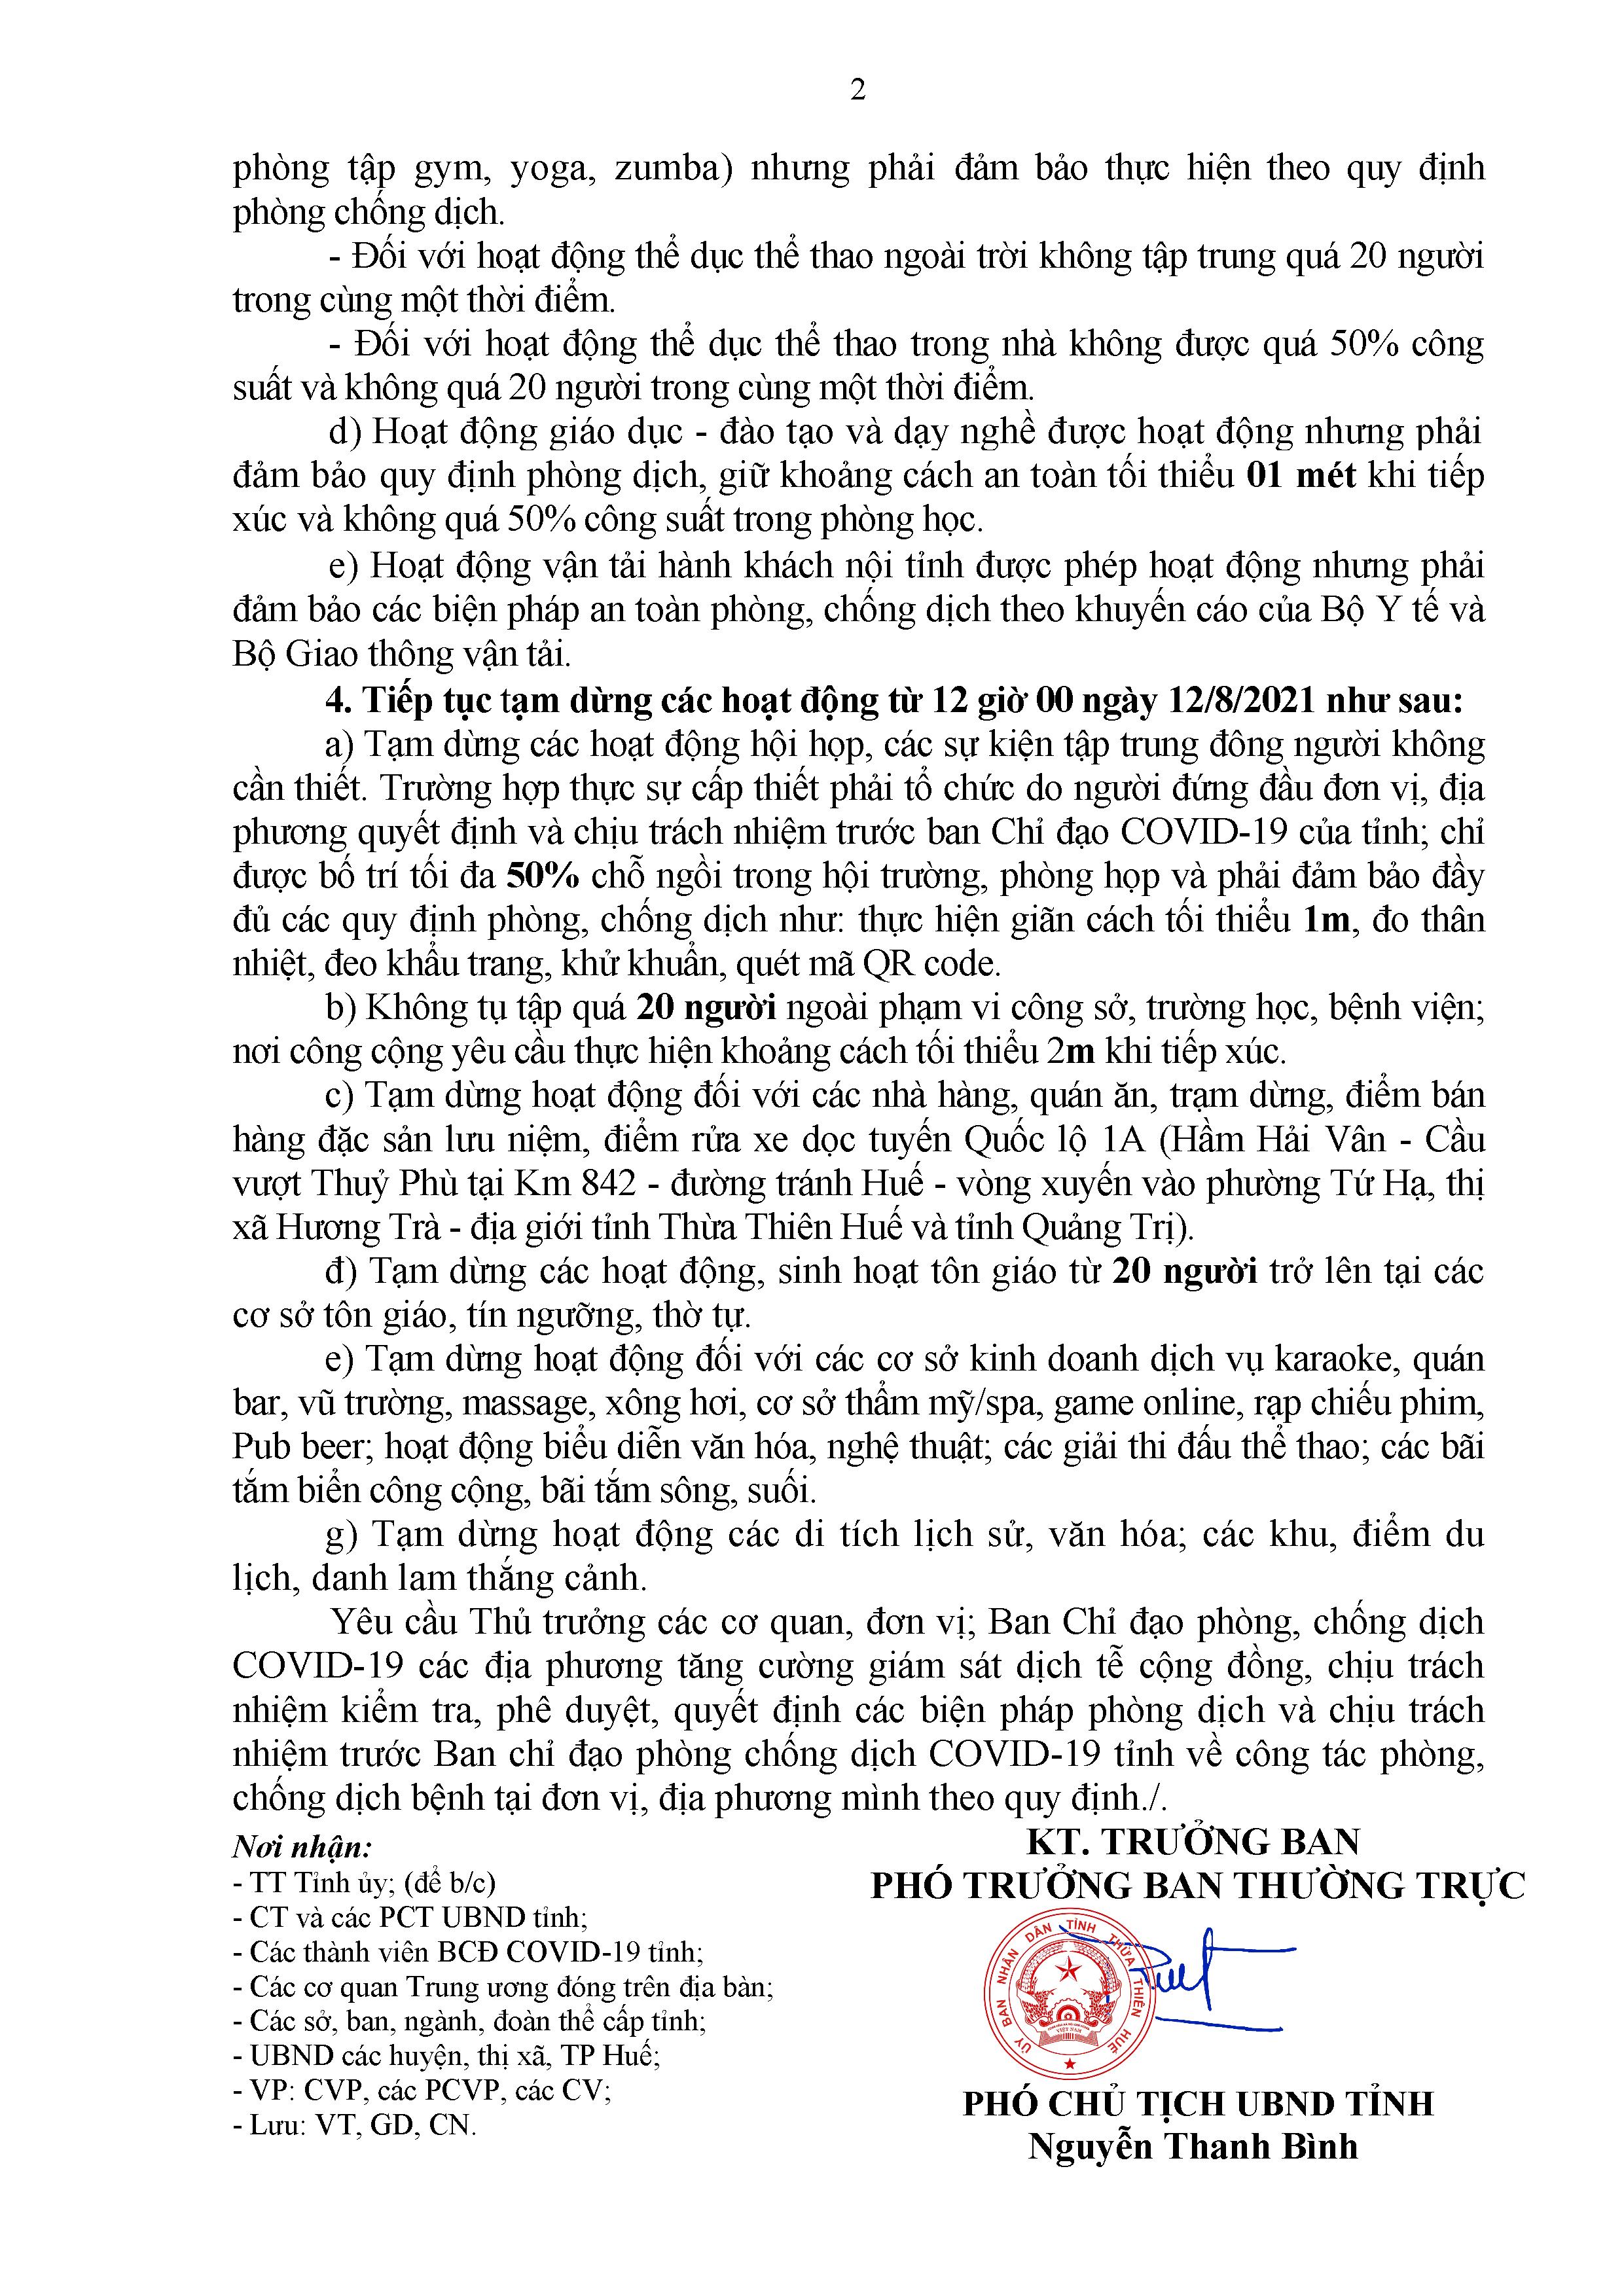 2
phòng tập gym, yoga, zumba) nhưng phải đảm bảo thực hiện theo quy định
phòng chống dịch.
- Đối với hoạt động thể dục thể thao ngoài trời không tập trung quá 20 người
trong cùng một thời điểm.
- Đối với hoạt động thể dục thể thao trong nhà không được quá 50% công
suất và không quá 20 người trong cùng một thời điểm.
d) Hoạt động giáo dục - đào tạo và dạy nghề được hoạt động nhưng phải
đảm bảo quy định phòng dịch, giữ khoảng cách an toàn tối thiểu 01 mét khi tiếp
xúc và không quá 50% công suất trong phòng học.
e) Hoạt động vận tải hành khách nội tỉnh được phép hoạt động nhưng phải
đảm bảo các biện pháp an toàn phòng, chống dịch theo khuyến cáo của Bộ Y tế và
Bộ Giao thông vận tải.
4. Tiếp tục tạm dừng các hoạt động từ 12 giờ 00 ngày 12/8/2021 như sau:
a) Tạm dừng các hoạt động hội họp, các sự kiện tập trung đông người không
cần thiết. Trường hợp thực sự cấp thiết phải tổ chức do người đứng đầu đơn vị, địa
phương quyết định và chịu trách nhiệm trước ban Chỉ đạo COVID-19 của tỉnh; chỉ
được bố trí tối đa 50% chỗ ngồi trong hội trường, phòng họp và phải đảm bảo đầy
đủ các quy định phòng, chống dịch như: thực hiện giãn cách tối thiểu 1m, đo thân
nhiệt, đeo khẩu trang, khử khuẩn, quét mã QR code.
b) Không tụ tập quá 20 người ngoài phạm vi công sở, trường học, bệnh viện;
nơi công cộng yêu cầu thực hiện khoảng cách tối thiểu 2m khi tiếp xúc.
c) Tạm dừng hoạt động đối với các nhà hàng, quán ăn, trạm dừng, điểm bán
hàng đặc sản lưu niệm, điểm rửa xe dọc tuyến Quốc lộ 1A (Hầm Hải Vân - Cầu
vượt Thuỷ Phù tại Km 842 - đường tránh Huế - vòng xuyến vào phường Tứ Hạ, thị
xã Hương Trà - địa giới tỉnh Thừa Thiên Huế và tỉnh Quảng Trị).
đ) Tạm dừng các hoạt động, sinh hoạt tôn giáo từ 20 người trở lên tại các
cơ sở tôn giáo, tín ngưỡng, thờ tự.
e) Tạm dừng hoạt động đối với các cơ sở kinh doanh dịch vụ karaoke, quán
bar, vũ trường, massage, xông hơi, cơ sở thẩm mỹ/spa, game online, rạp chiếu phim,
Pub beer; hoạt động biểu diễn văn hóa, nghệ thuật; các giải thi đấu thể thao; các bãi
tắm biển công cộng, bãi tắm sông, suối.
g) Tạm dừng hoạt động các di tích lịch sử, văn hóa; các khu, điểm du
lịch, danh lam thắng cảnh.
Yêu cầu Thủ trưởng các cơ quan, đơn vị; Ban Chỉ đạo phòng, chống dịch
COVID-19 các địa phương tăng cường giám sát dịch tễ cộng đồng, chịu trách
nhiệm kiểm tra, phê duyệt, quyết định các biện pháp phòng dịch và chịu trách
nhiệm trước Ban chỉ đạo phòng chống dịch COVID-19 tỉnh về công tác phòng,
chống dịch bệnh tại đơn vị, địa phương mình theo quy định./.
Nơi nhận:
- TT Tỉnh ủy; (để b/c)
- CT và các PCT UBND tỉnh;
- Các thành viên BCĐ COVID-19 tỉnh;
- Các cơ quan Trung ương đóng trên địa bàn;
- Các sở, ban, ngành, đoàn thể cấp tỉnh;
- UBND các huyện, thị xã, TP Huế;
- VP: CVP, các PCVP, các CV;
- Lưu: VT, GD, CN.
KT. TRƯỞNG BAN
PHÓ TRƯỞNG BAN THƯỜNG TRỰC
ỦY BAN NHÂN DÂN TỈNH THỪA THIÊN HUẾ
PHÓ CHỦ TỊCH UBND TỈNH
Nguyễn Thanh Bình